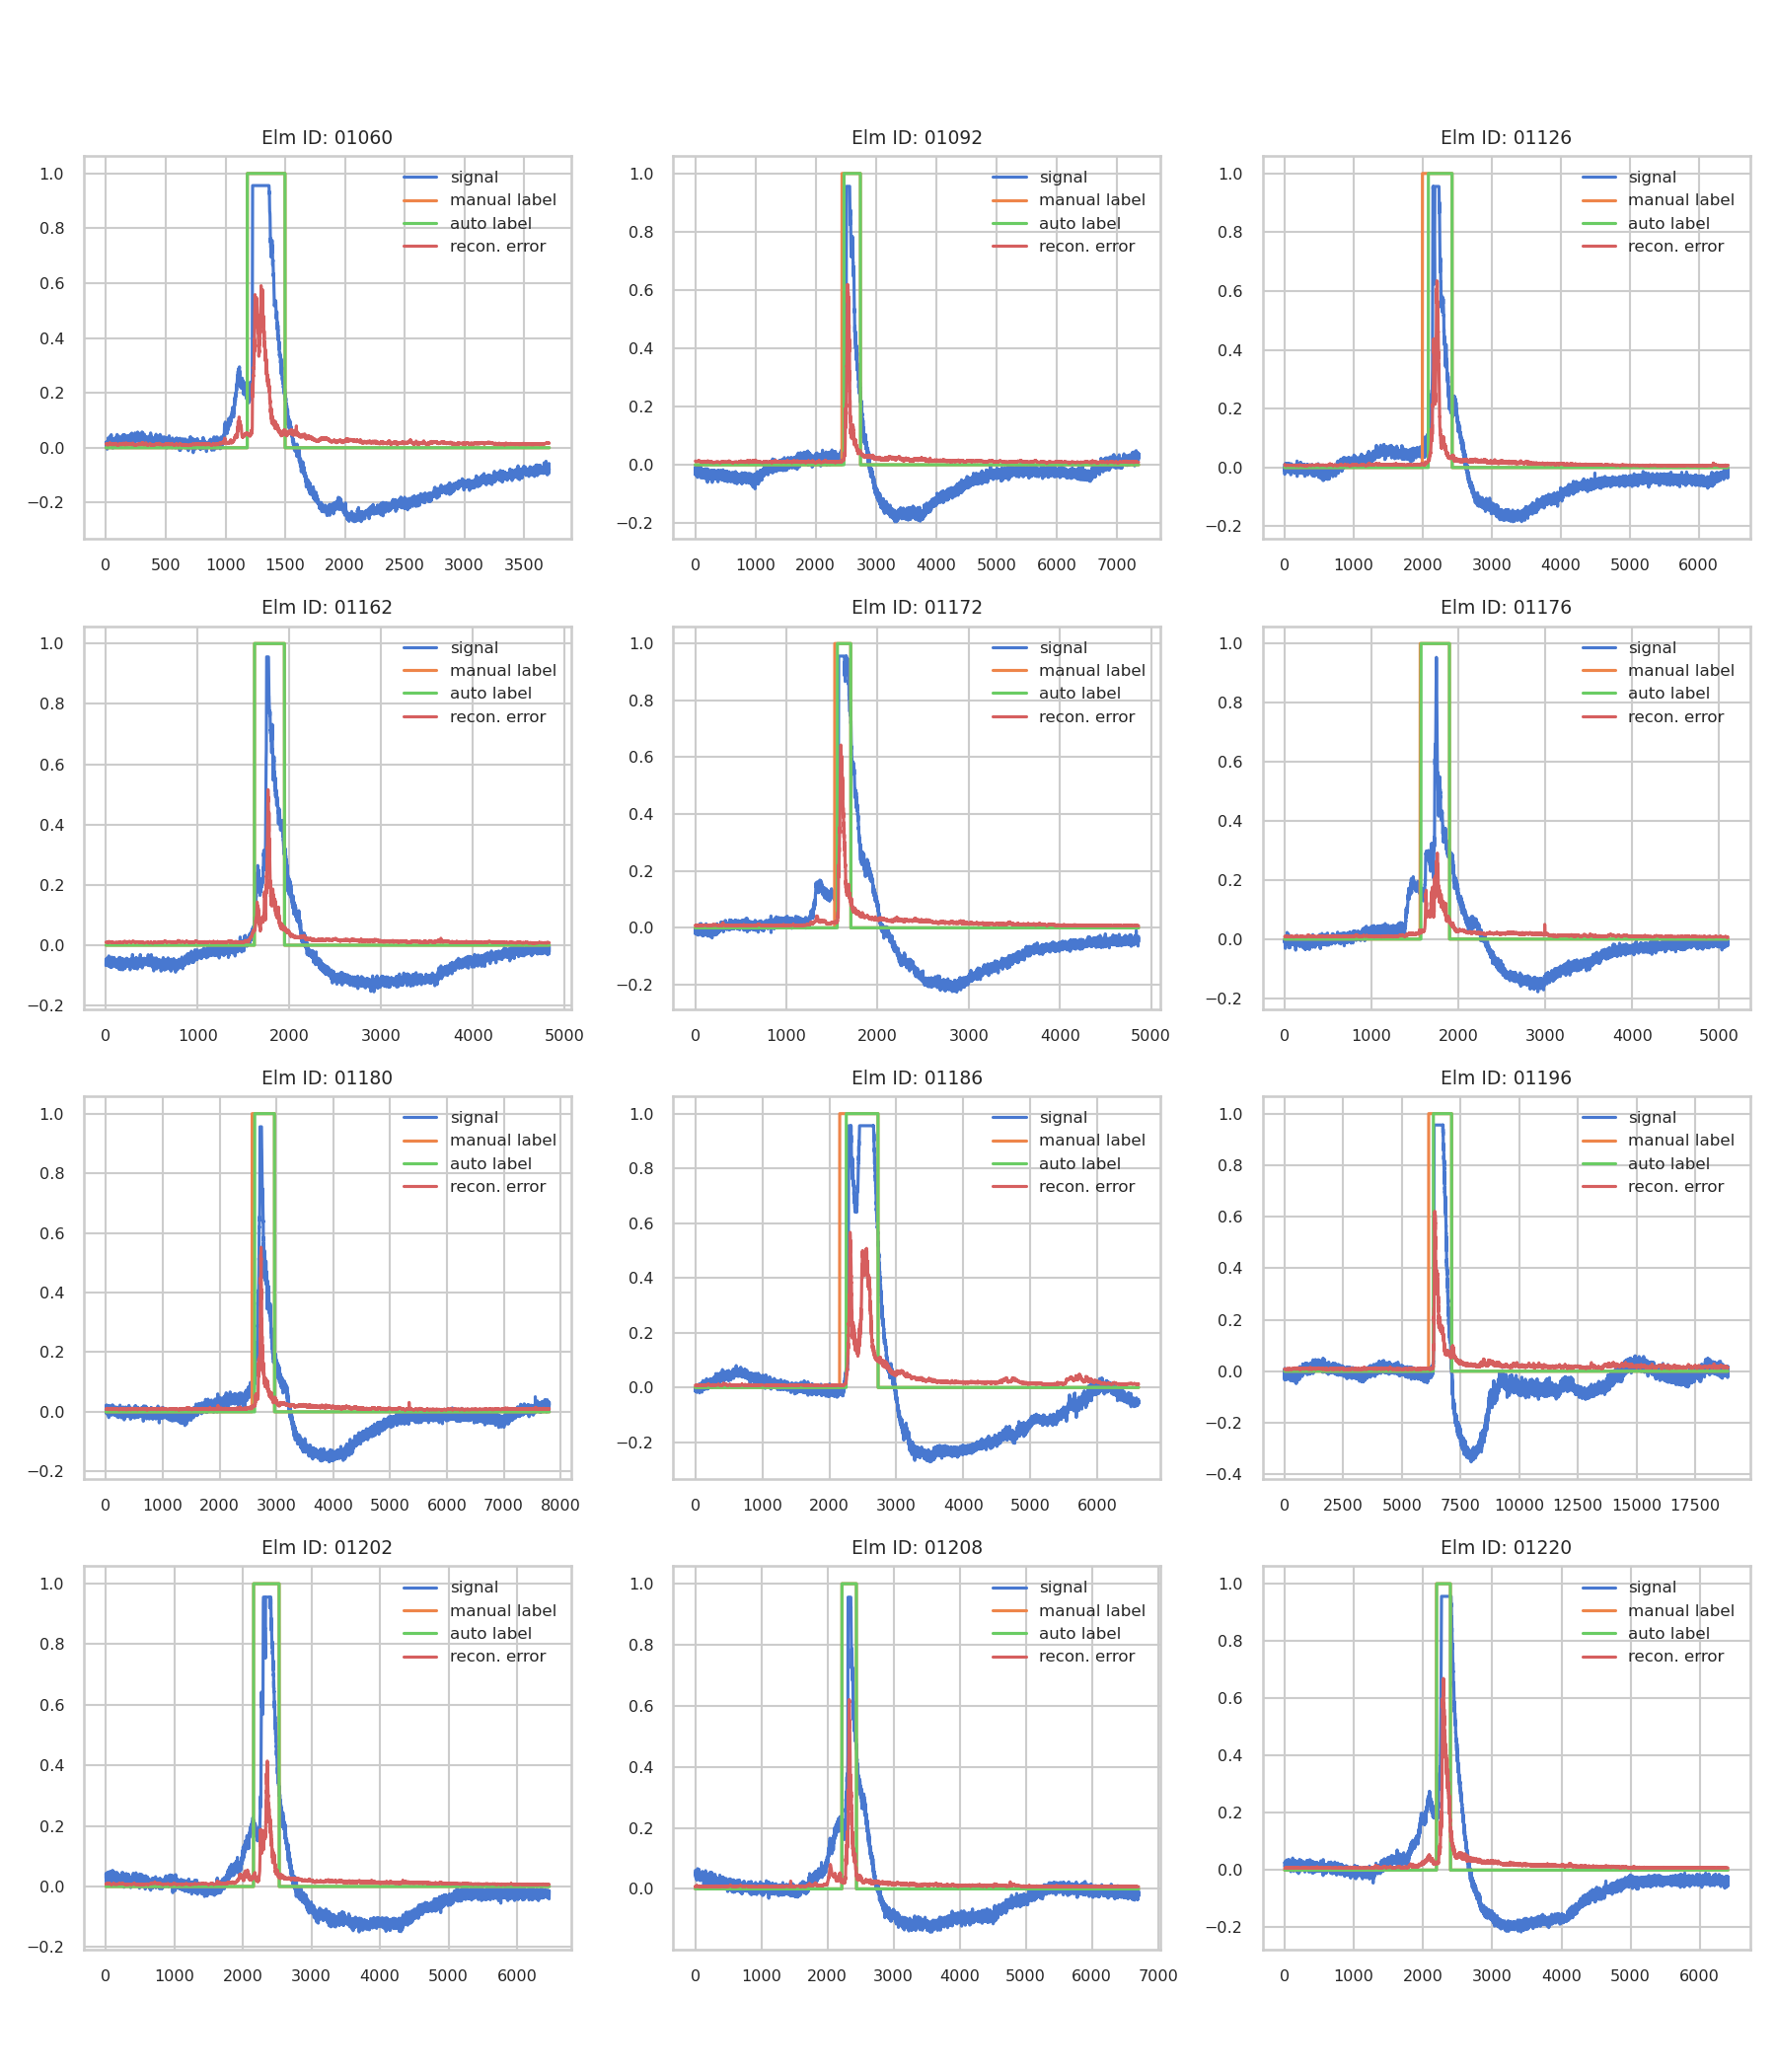 Elm ID: 01060
1.0
0.8
0.6
0.4
0.2
0.0
−0.2
signal
manual label
auto label
recon. error
0 500 1000 1500 2000 2500 3000 3500
Elm ID: 01092
1.0
0.8
0.6
0.4
0.2
0.0
−0.2
signal
manual label
auto label
recon. error
0 1000 2000 3000 4000 5000 6000 7000
Elm ID: 01126
1.0
0.8
0.6
0.4
0.2
0.0
−0.2
signal
manual label
auto label
recon. error
0 1000 2000 3000 4000 5000 6000
Elm ID: 01162
1.0
0.8
0.6
0.4
0.2
0.0
−0.2
signal
manual label
auto label
recon. error
0 1000 2000 3000 4000 5000
Elm ID: 01172
1.0
0.8
0.6
0.4
0.2
0.0
−0.2
signal
manual label
auto label
recon. error
0 1000 2000 3000 4000 5000
Elm ID: 01176
1.0
0.8
0.6
0.4
0.2
0.0
−0.2
signal
manual label
auto label
recon. error
0 1000 2000 3000 4000 5000
Elm ID: 01180
1.0
0.8
0.6
0.4
0.2
0.0
−0.2
signal
manual label
auto label
recon. error
0 1000 2000 3000 4000 5000 6000 7000 8000
Elm ID: 01186
1.0
0.8
0.6
0.4
0.2
0.0
−0.2
signal
manual label
auto label
recon. error
0 1000 2000 3000 4000 5000 6000
Elm ID: 01196
1.0
0.8
0.6
0.4
0.2
0.0
−0.2
−0.4
signal
manual label
auto label
recon. error
0 2500 5000 7500 10000 12500 15000 17500
Elm ID: 01202
1.0
0.8
0.6
0.4
0.2
0.0
−0.2
signal
manual label
auto label
recon. error
0 1000 2000 3000 4000 5000 6000
Elm ID: 01208
1.0
0.8
0.6
0.4
0.2
0.0
signal
manual label
auto label
recon. error
0 1000 2000 3000 4000 5000 6000 7000
Elm ID: 01220
1.0
0.8
0.6
0.4
0.2
0.0
−0.2
signal
manual label
auto label
recon. error
0 1000 2000 3000 4000 5000 6000